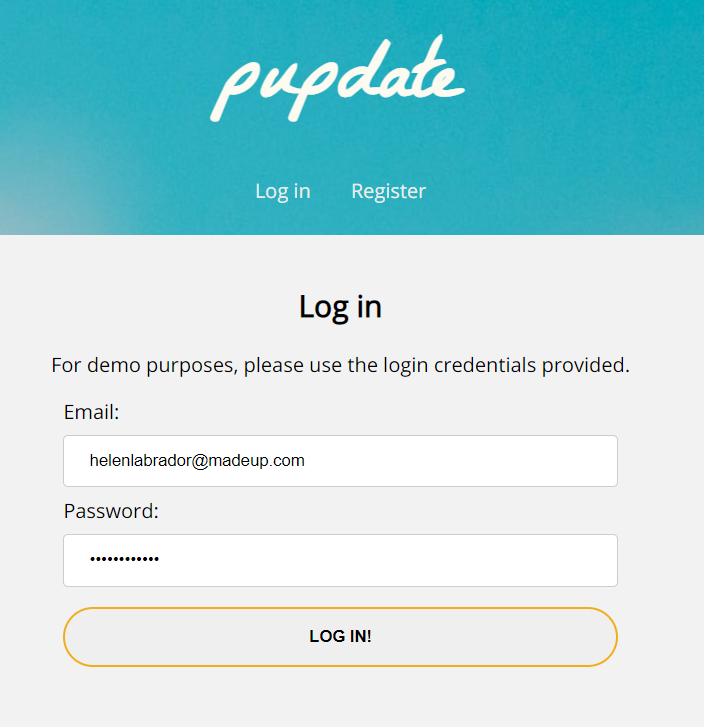 pupdate
Log in Register
Log in
For demo purposes, please use the login credentials provided.
Email:
helenlabrador@madeup.com
Password:
••••••••••••
LOG IN!